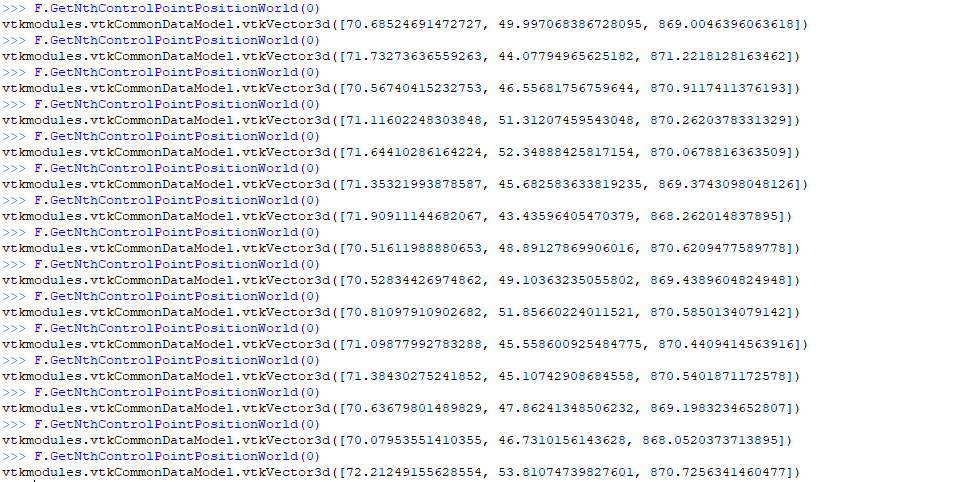 >>> F.GetNthControlPointPositionWorld(0)
vtkmodules.vtkCommonDataModel.vtkVector3d([70.68524691472727, 49.997068386728095, 869.0046396063618])
>>> F.GetNthControlPointPositionWorld(0)
vtkmodules.vtkCommonDataModel.vtkVector3d([71.73273636559263, 44.07794965625182, 871.2218128163462])
>>> F.GetNthControlPointPositionWorld(0)
vtkmodules.vtkCommonDataModel.vtkVector3d([70.56740415232753, 46.55681756759644, 870.9117411376193])
>>> F.GetNthControlPointPositionWorld(0)
vtkmodules.vtkCommonDataModel.vtkVector3d([71.11602248303848, 51.31207459543048, 870.2620378331329])
>>> F.GetNthControlPointPositionWorld(0)
vtkmodules.vtkCommonDataModel.vtkVector3d([71.64410286164224, 52.34888425817154, 870.0678816363509])
>>> F.GetNthControlPointPositionWorld(0)
vtkmodules.vtkCommonDataModel.vtkVector3d([71.35321993878587, 45.682583633819235, 869.3743098048126])
>>> F.GetNthControlPointPositionWorld(0)
vtkmodules.vtkCommonDataModel.vtkVector3d([71.90911144682067, 43.43596405470379, 868.262014837895])
>>> F.GetNthControlPointPositionWorld(0)
vtkmodules.vtkCommonDataModel.vtkVector3d([70.51611988880653, 48.89127869906016, 870.6209477589778])
>>> F.GetNthControlPointPositionWorld(0)
vtkmodules.vtkCommonDataModel.vtkVector3d([70.52834426974862, 49.10363235055802, 869.4389604824948])
>>> F.GetNthControlPointPositionWorld(0)
vtkmodules.vtkCommonDataModel.vtkVector3d([70.81097910902682, 51.85660224011521, 870.5850134079142])
>>> F.GetNthControlPointPositionWorld(0)
vtkmodules.vtkCommonDataModel.vtkVector3d([71.09877992783288, 45.558600925484775, 870.4409414563916])
>>> F.GetNthControlPointPositionWorld(0)
vtkmodules.vtkCommonDataModel.vtkVector3d([71.38430275241852, 45.10742908684558, 870.5401871172578])
>>> F.GetNthControlPointPositionWorld(0)
vtkmodules.vtkCommonDataModel.vtkVector3d([70.63679801489829, 47.86241348506232, 869.1983234652807])
>>> F.GetNthControlPointPositionWorld(0)
vtkmodules.vtkCommonDataModel.vtkVector3d([70.07953551410355, 46.7310156143628, 868.0520373713895])
>>> F.GetNthControlPointPositionWorld(0)
vtkmodules.vtkCommonDataModel.vtkVector3d([72.21249155628554, 53.81074739827601, 870.7256341460477])